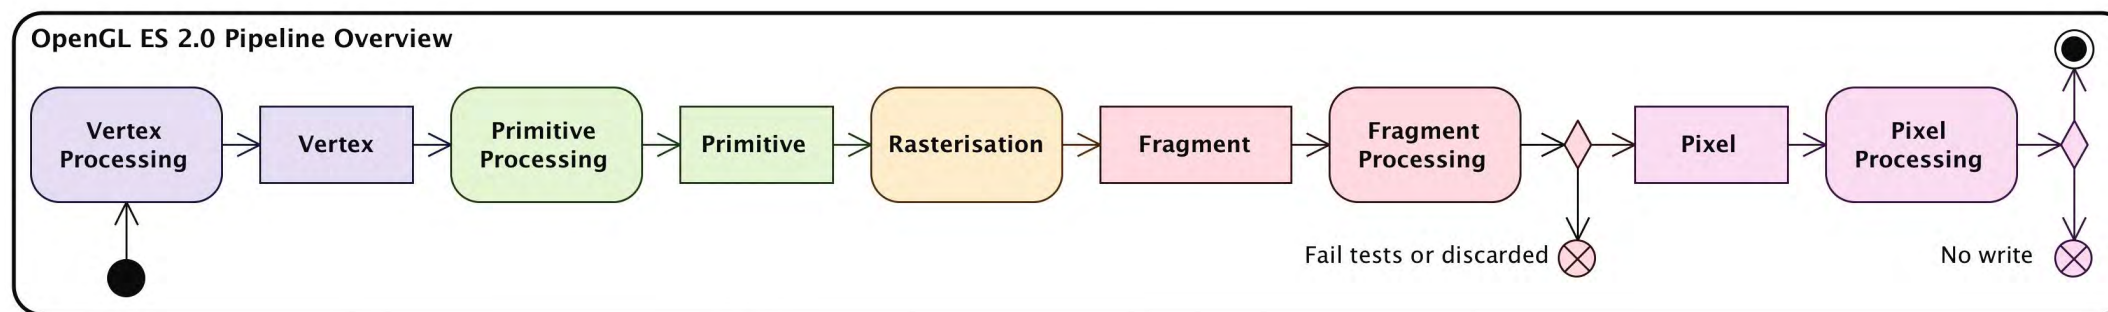 OpenGL ES 2.0 Pipeline Overview
Vertex
Processing
Vertex
Primitive
Processing
Primitive
Rasterisation
Fragment
Fragment
Processing
Pixel
Pixel
Processing
Fail tests or discarded
No write